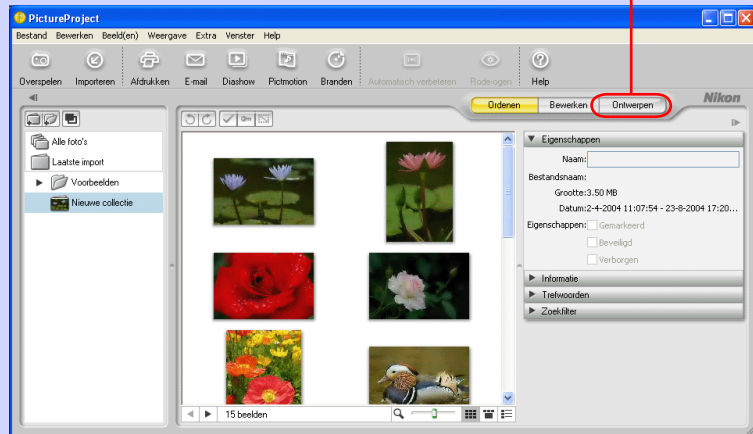 PictureProject
Bestand Bewerken Beeld(en) Weergave Extra Venster Help
Overspelen Importeren Afdrukken E-mail Diashow Pictmotion Branden Automatisch verbeteren Rode-ogen Help
Nikon
Ordenen Bewerken Ontwerpen
Alle foto's
Laatste import
Voorbeelden
Nieuwe collectie
Eigenschappen
Naam:
Bestandsnaam:
Grootte:3.50 MB
Datum:2-4-2004 11:07:54 - 23-8-2004 17:20...
Eigenschappen: Gemarkeerd
Beveiligd
Verborgen
Informatie
Trefwoorden
Zoekfilter
15 beelden